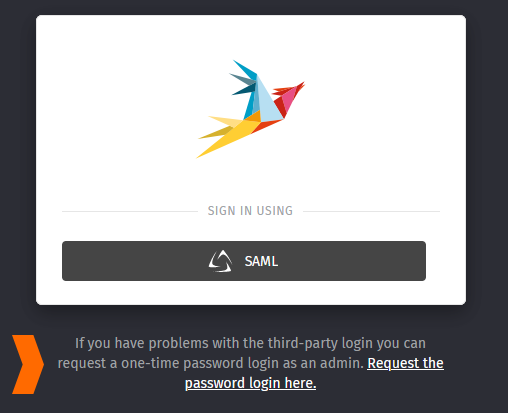 SIGN IN USING
SAML
If you have problems with the third-party login you can
request a one-time password login as an admin. Request the
password login here.